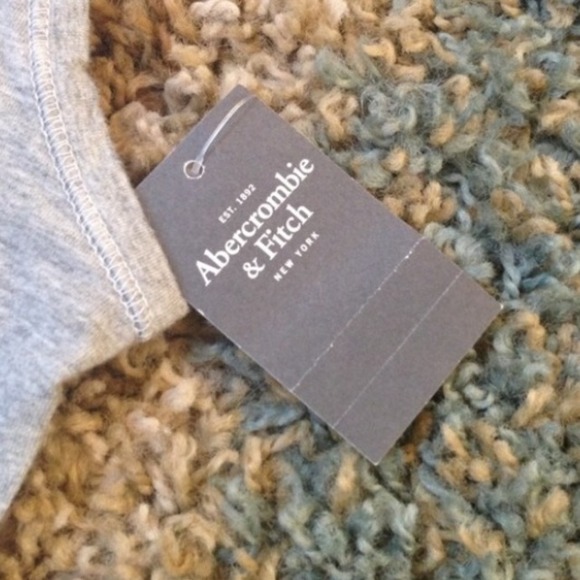 EST. 1892
Abercrombie
& Fitch
NEW YORK